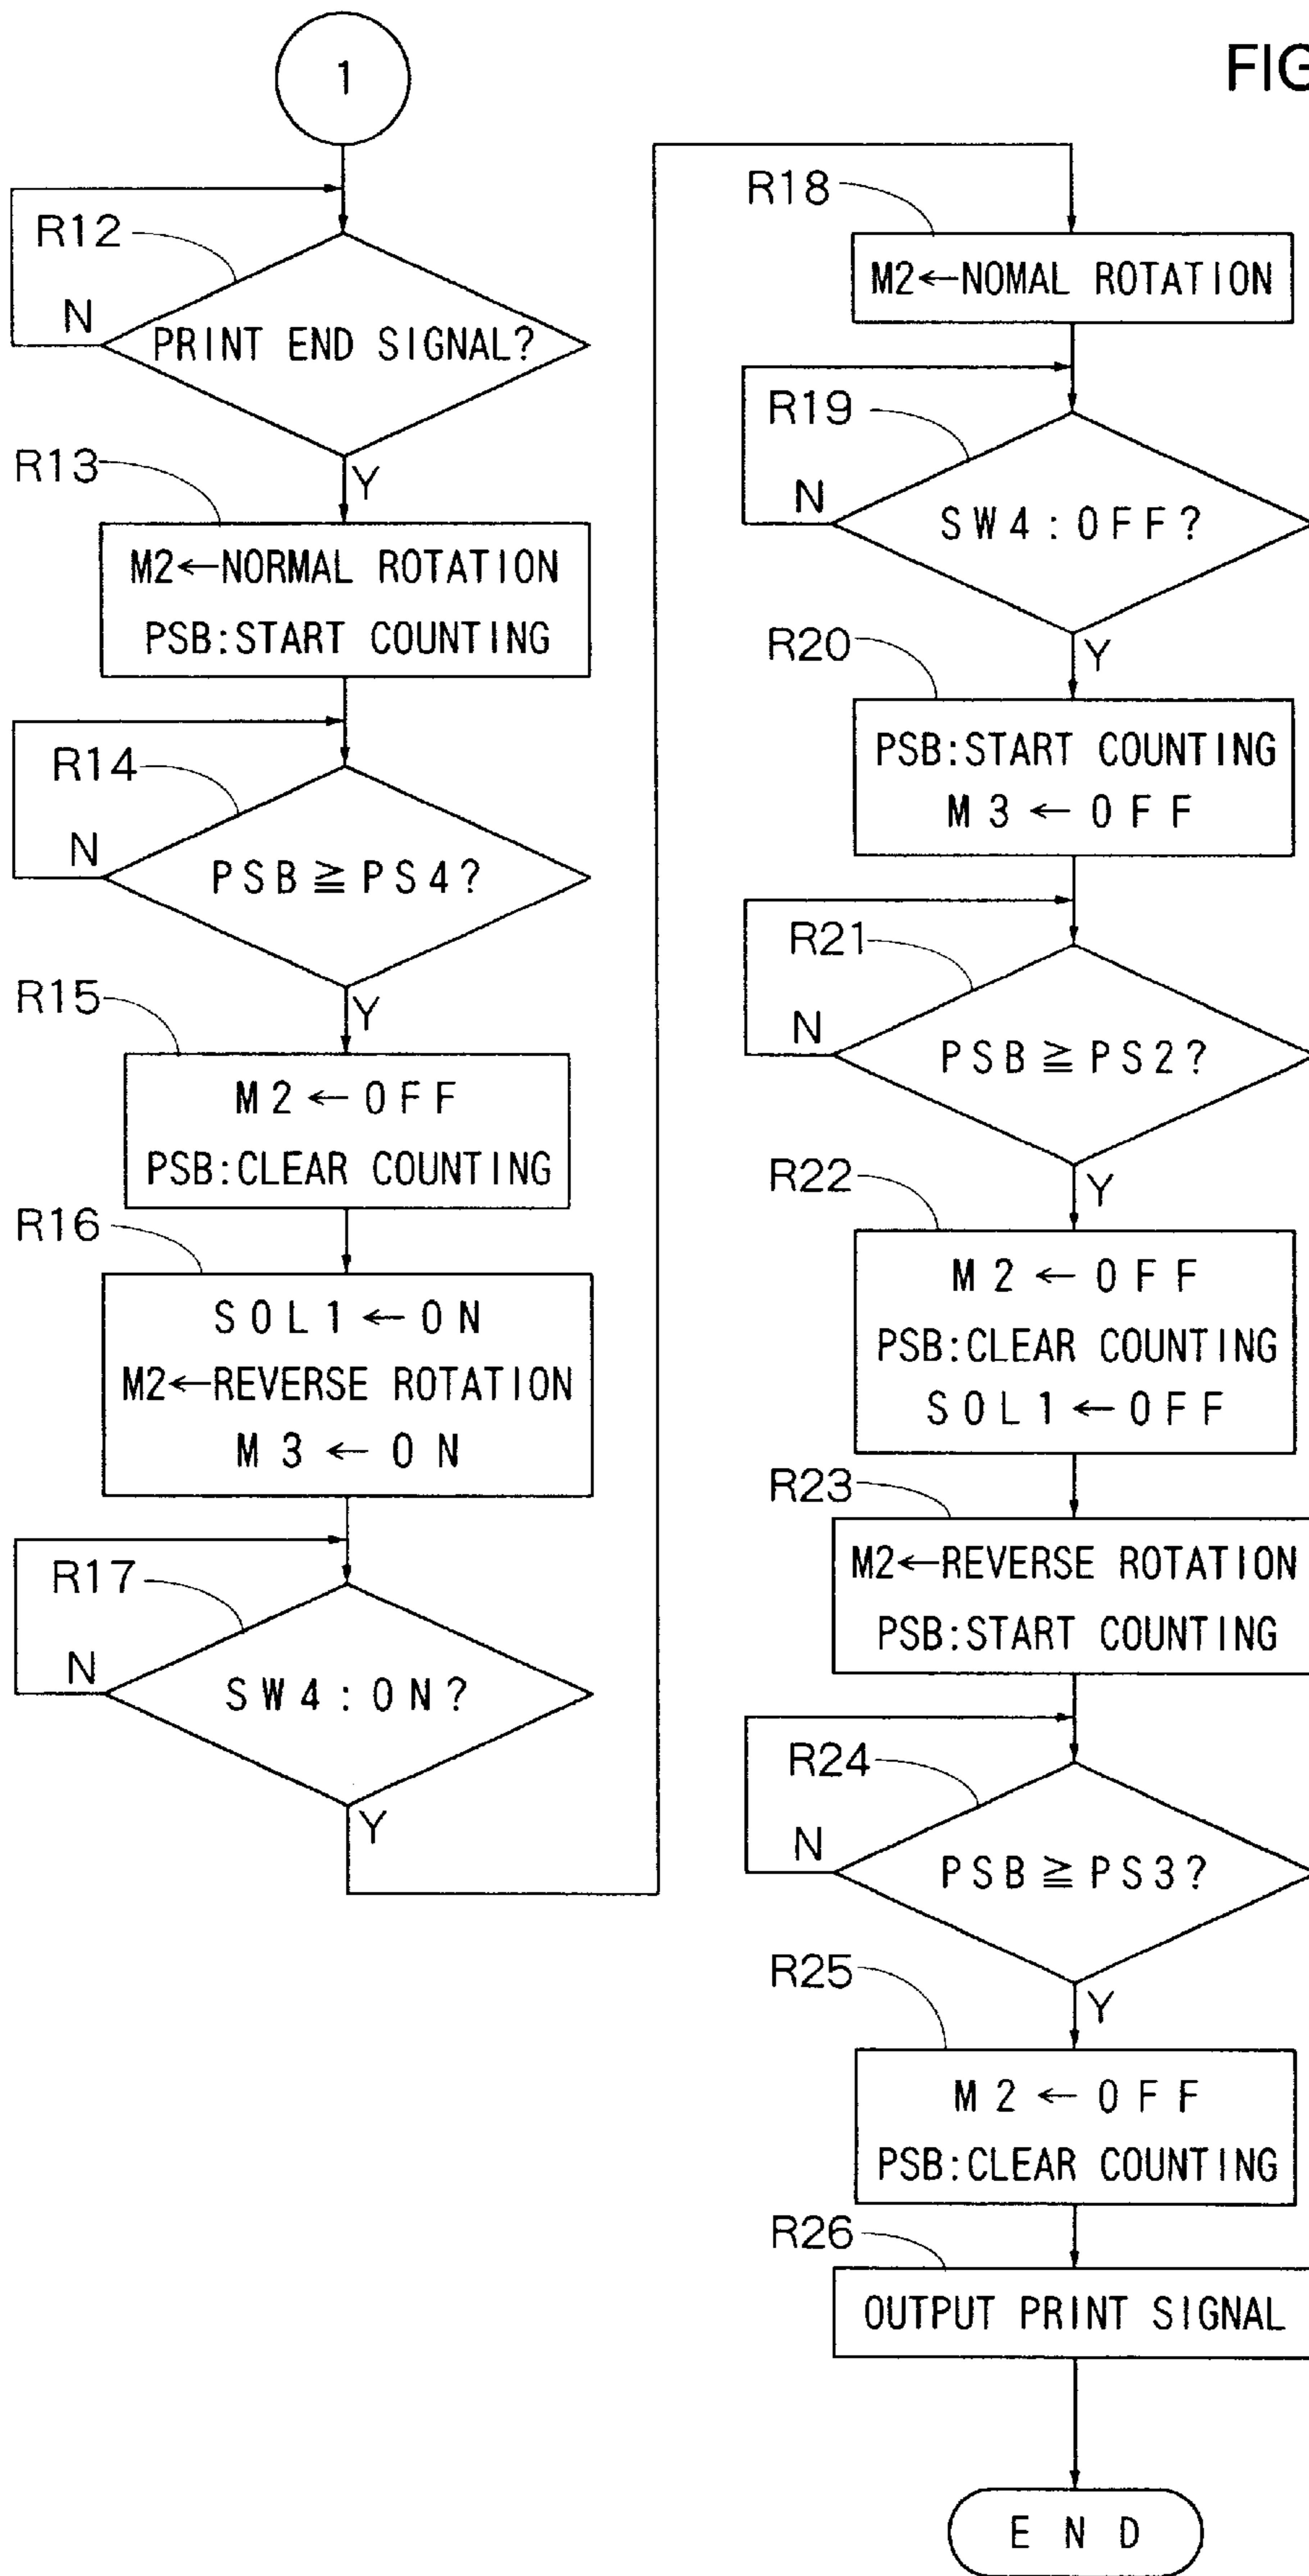 FIG
1
R12
N
PRINT END SIGNAL?
Y
R13
M2←NORMAL ROTATION
PSB:START COUNTING
R14
N
PSB≧PS4?
Y
R15
M2←OFF
PSB:CLEAR COUNTING
R16
SOL1←ON
M2←REVERSE ROTATION
M3←ON
R17
N
SW4:ON?
Y
R18
M2←NOMAL ROTATION
R19
N
SW4:OFF?
Y
R20
PSB:START COUNTING
M3←OFF
R21
N
PSB≧PS2?
Y
R22
M2←OFF
PSB:CLEAR COUNTING
SOL1←OFF
R23
M2←REVERSE ROTATION
PSB:START COUNTING
R24
N
PSB≧PS3?
Y
R25
M2←OFF
PSB:CLEAR COUNTING
R26
OUTPUT PRINT SIGNAL
END